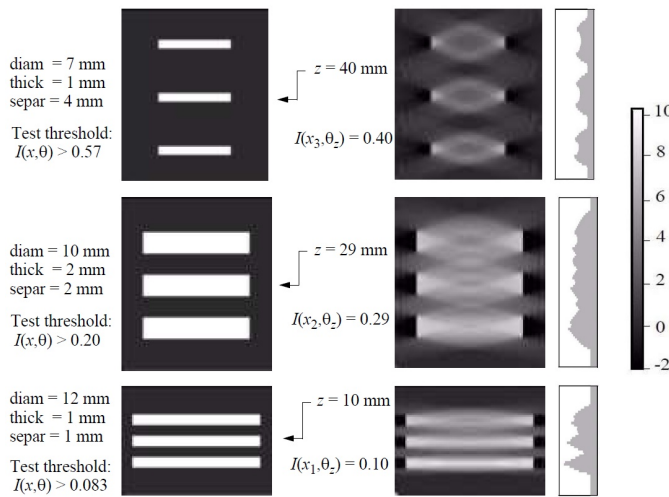 diam = 7 mm
thick = 1 mm
separ = 4 mm
Test threshold:
I(x,θ) > 0.57
z = 40 mm
I(x₃,θz) = 0.40
diam = 10 mm
thick = 2 mm
separ = 2 mm
Test threshold:
I(x,θ) > 0.20
z = 29 mm
I(x₂,θz) = 0.29
diam = 12 mm
thick = 1 mm
separ = 1 mm
Test threshold:
I(x,θ) > 0.083
z = 10 mm
I(x₁,θz) = 0.10
10
8
6
4
2
0
-2